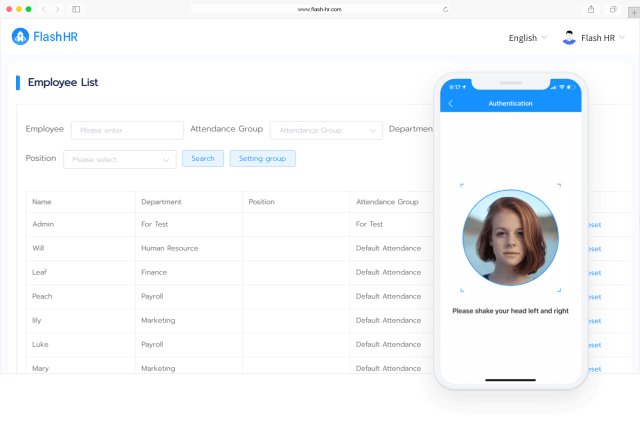 www.flash-hr.com
Flash HR
English
Flash HR
Employee List
Employee
Please enter
Attendance Group
Attendance Group
Departmen
Position
Please select
Search
Setting group
Name Department Position Attendance Group
Admin For Test For Test eset
Will Human Resource Default Attendance eset
Leaf Finance Default Attendance eset
Peach Payroll Default Attendance eset
lily Marketing Default Attendance eset
Luke Payroll Default Attendance eset
Mary Marketing Default Attendance eset
9:17
Authentication
Please shake your head left and right